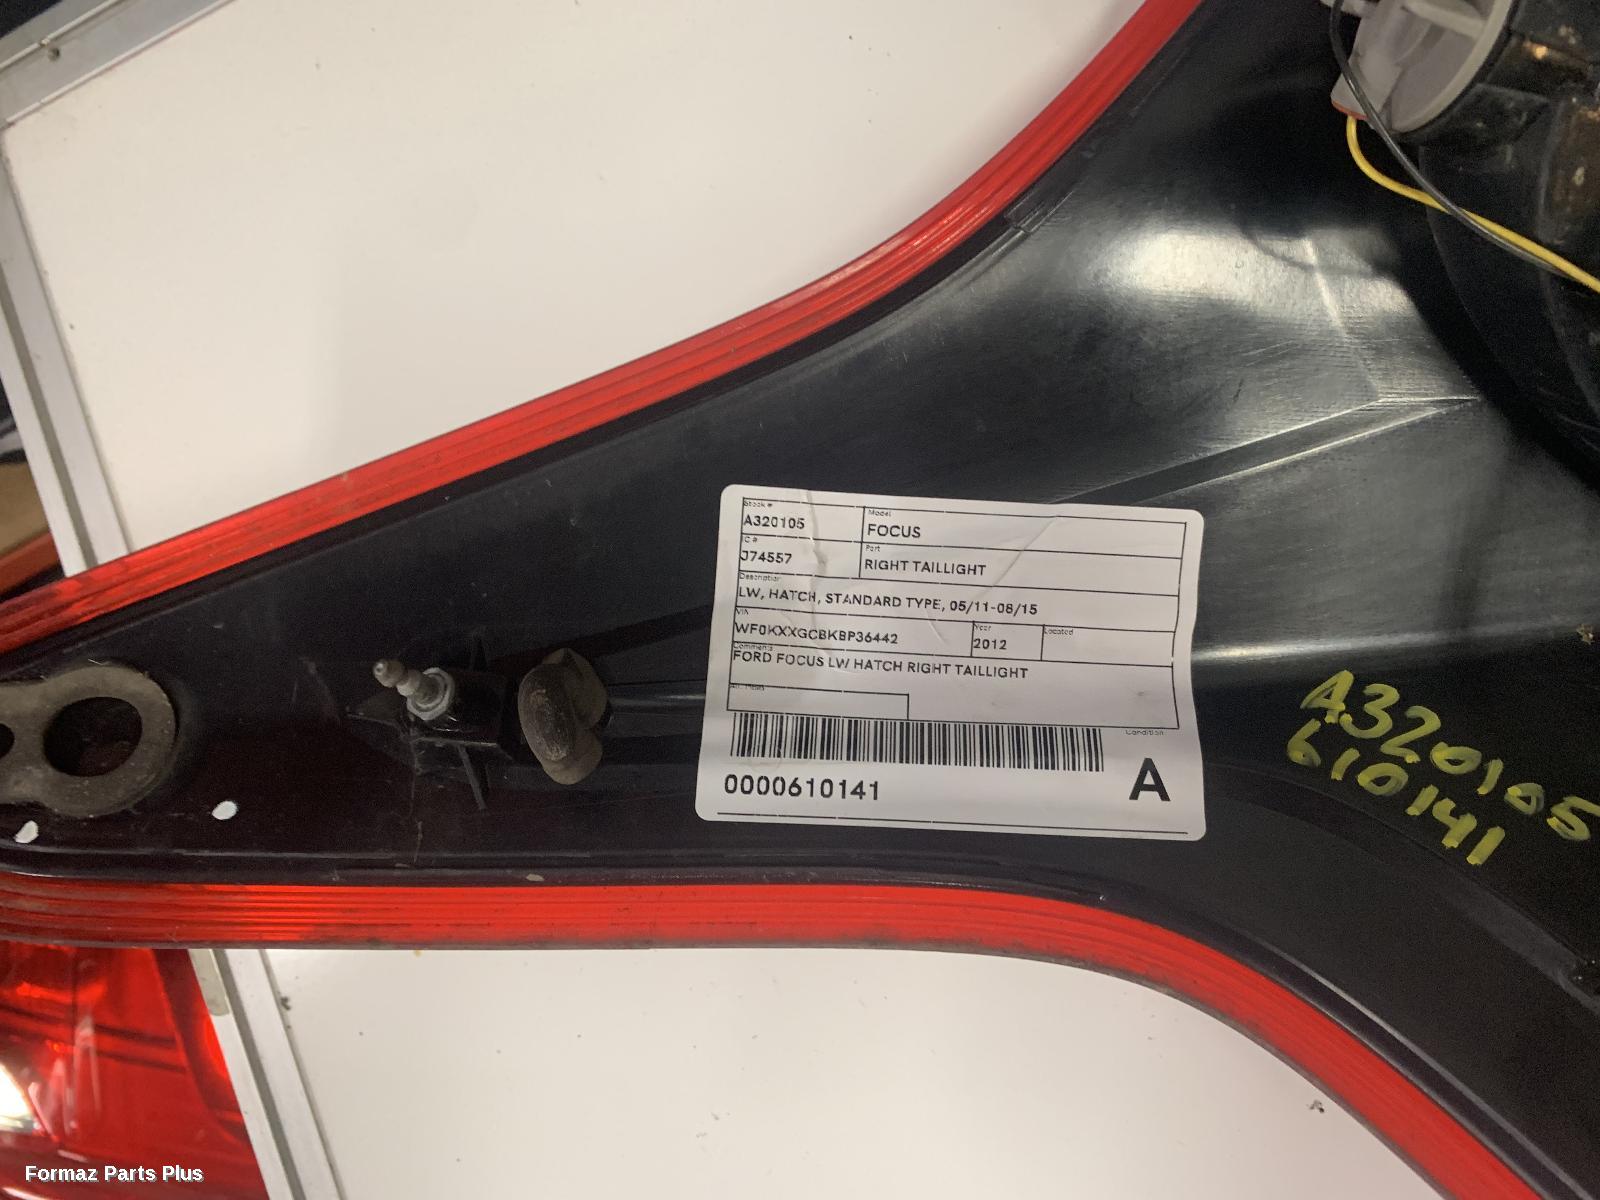 Stock #
A320105
Model
FOCUS
IC #
J74557
Part
RIGHT TAILLIGHT
Description
LW, HATCH, STANDARD TYPE, 05/11-08/15
VIN
WF0KXXGCBKBP36442
Year
2012
Located
Comments
FORD FOCUS LW HATCH RIGHT TAILLIGHT
Condition
A
0000610141
A320105
610141
Formaz Parts Plus